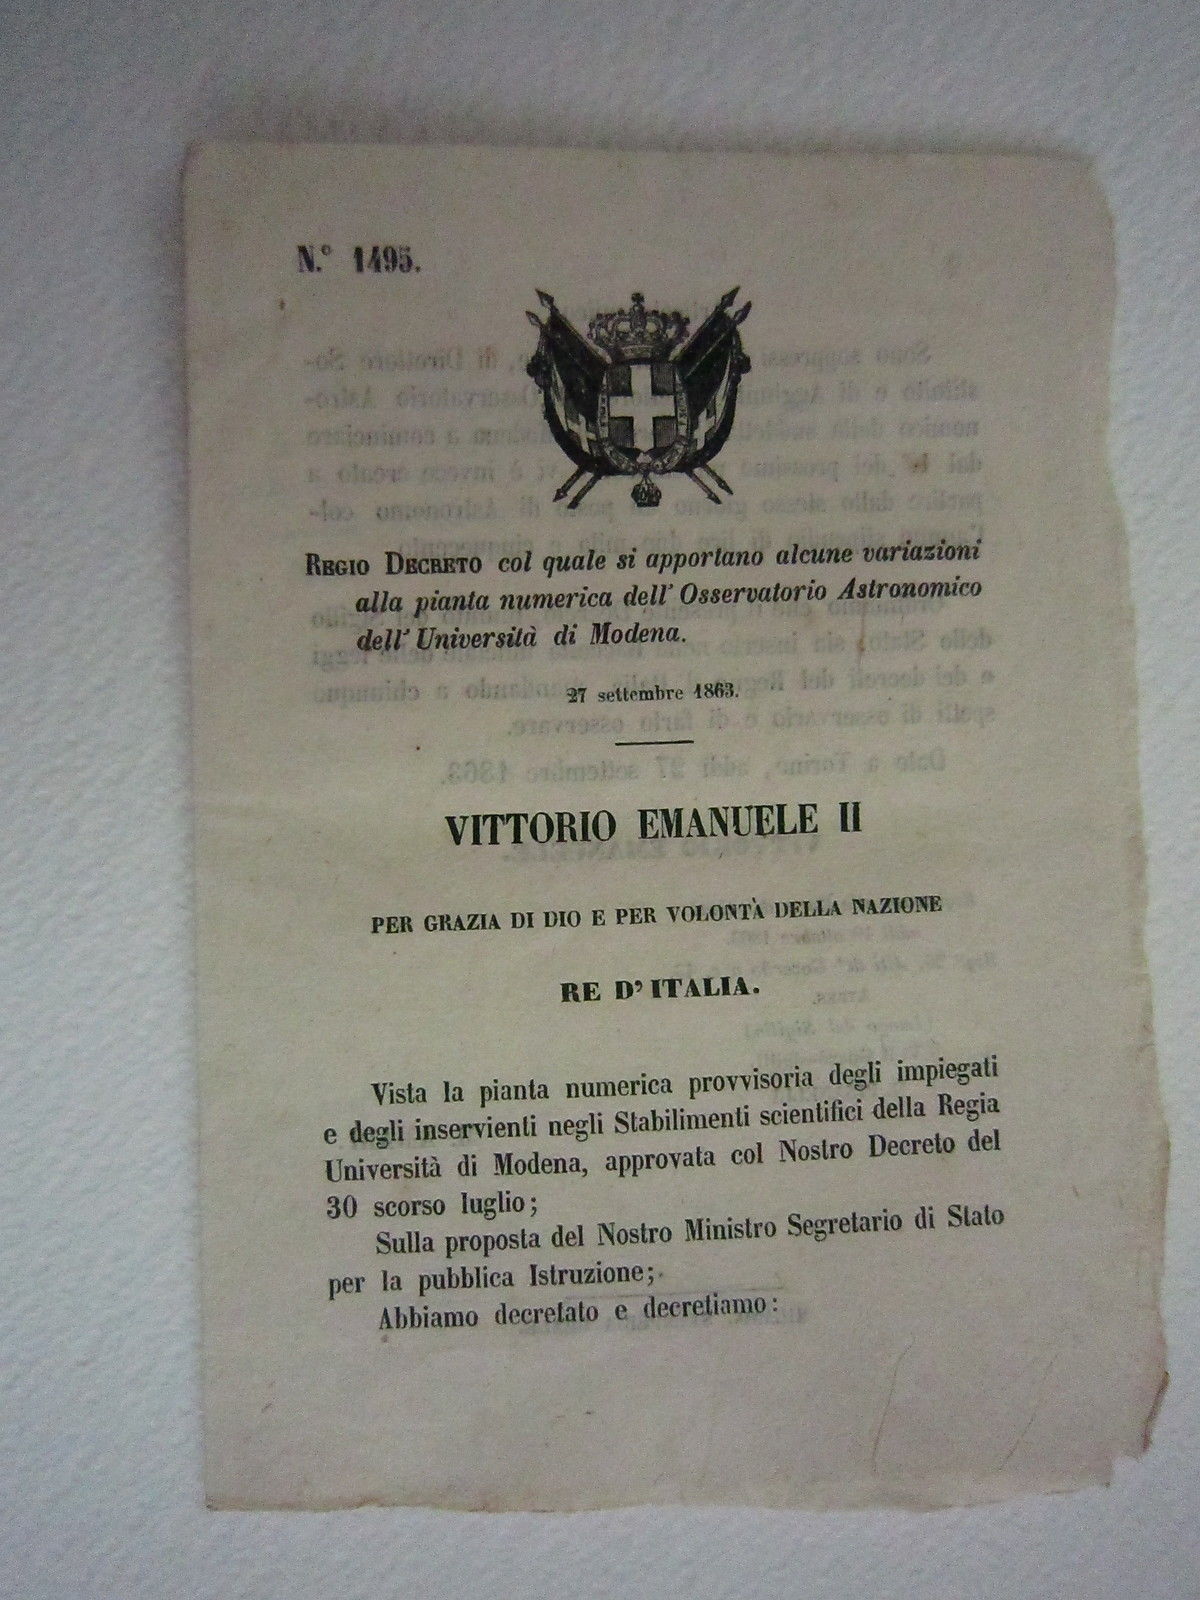 N.° 1495.
REGIO DECRETO col quale si apportano alcune variazioni
alla pianta numerica dell' Osservatorio Astronomico
dell' Università di Modena.
27 settembre 1863.
VITTORIO EMANUELE II
PER GRAZIA DI DIO E PER VOLONTÀ DELLA NAZIONE
RE D'ITALIA.
Vista la pianta numerica provvisoria degli impiegati
e degli inservienti negli Stabilimenti scientifici della Regia
Università di Modena, approvata col Nostro Decreto del
30 scorso luglio;
Sulla proposta del Nostro Ministro Segretario di Stato
per la pubblica Istruzione;
Abbiamo decretato e decretiamo: